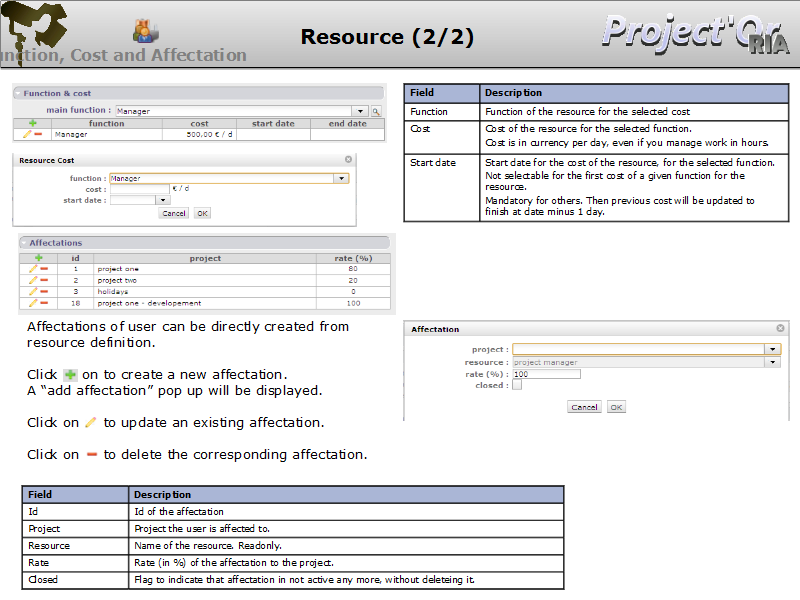 Resource (2/2)
Project'Or
RIA
unction, Cost and Affectation
Function & cost
main function : Manager
function cost start date end date
Manager 500,00 € / d
Resource Cost
function : Manager
cost : € / d
start date :
Cancel OK
Field Description
Function Function of the resource for the selected cost
Cost Cost of the resource for the selected function.
Cost is in currency per day, even if you manage work in hours.
Start date Start date for the cost of the resource, for the selected function.
Not selectable for the first cost of a given function for the
resource.
Mandatory for others. Then previous cost will be updated to
finish at date minus 1 day.
Affectations
id project rate (%)
1 project one 80
2 project two 20
3 holidays 0
18 project one - developement 100
Affectations of user can be directly created from
resource definition.
Click on to create a new affectation.
A “add affectation” pop up will be displayed.
Click on to update an existing affectation.
Click on to delete the corresponding affectation.
Affectation
project :
resource : project manager
rate (%) : 100
closed :
Cancel OK
Field Description
Id Id of the affectation
Project Project the user is affected to.
Resource Name of the resource. Readonly.
Rate Rate (in %) of the affectation to the project.
Closed Flag to indicate that affectation in not active any more, without deleteing it.